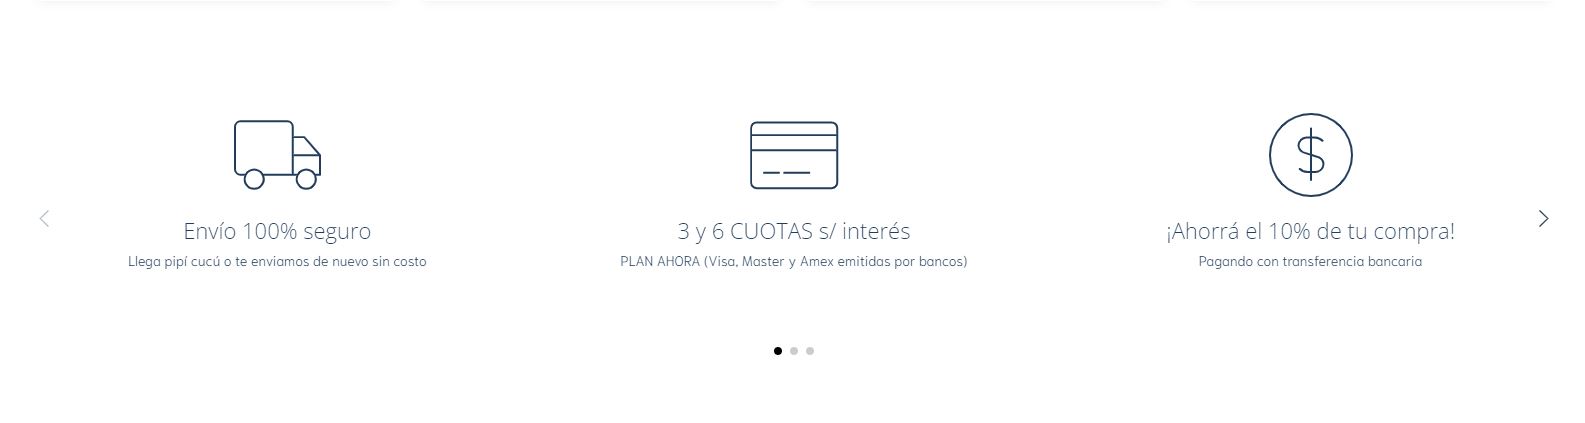 Envío 100% seguro
Llega pipí cucú o te enviamos de nuevo sin costo
3 y 6 CUOTAS s/ interés
PLAN AHORA (Visa, Master y Amex emitidas por bancos)
$
¡Ahorrá el 10% de tu compra!
Pagando con transferencia bancaria